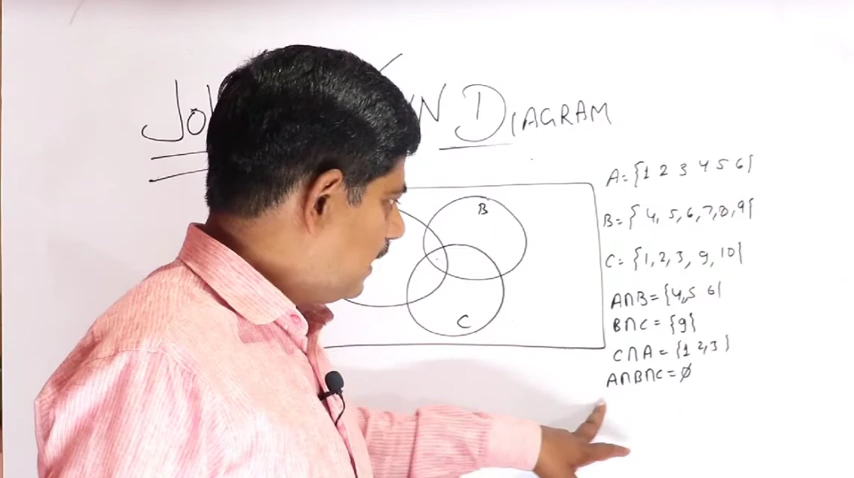 DIAGRAM
B
C
A={1 2 3 4 5 6}
B={4, 5, 6, 7, 8, 9}
C={1, 2, 3, 9, 10}
A∩B={4,5 6}
B∩C={9}
C∩A={1 2,3}
A∩B∩C=∅